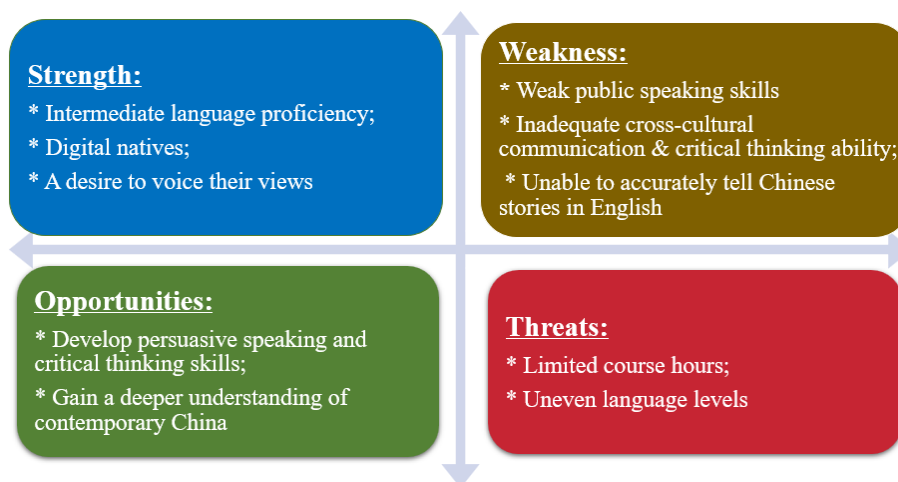 Strength:
* Intermediate language proficiency;
* Digital natives;
* A desire to voice their views
Weakness:
* Weak public speaking skills
* Inadequate cross-cultural
communication & critical thinking ability;
* Unable to accurately tell Chinese
stories in English
Opportunities:
* Develop persuasive speaking and
critical thinking skills;
* Gain a deeper understanding of
contemporary China
Threats:
* Limited course hours;
* Uneven language levels